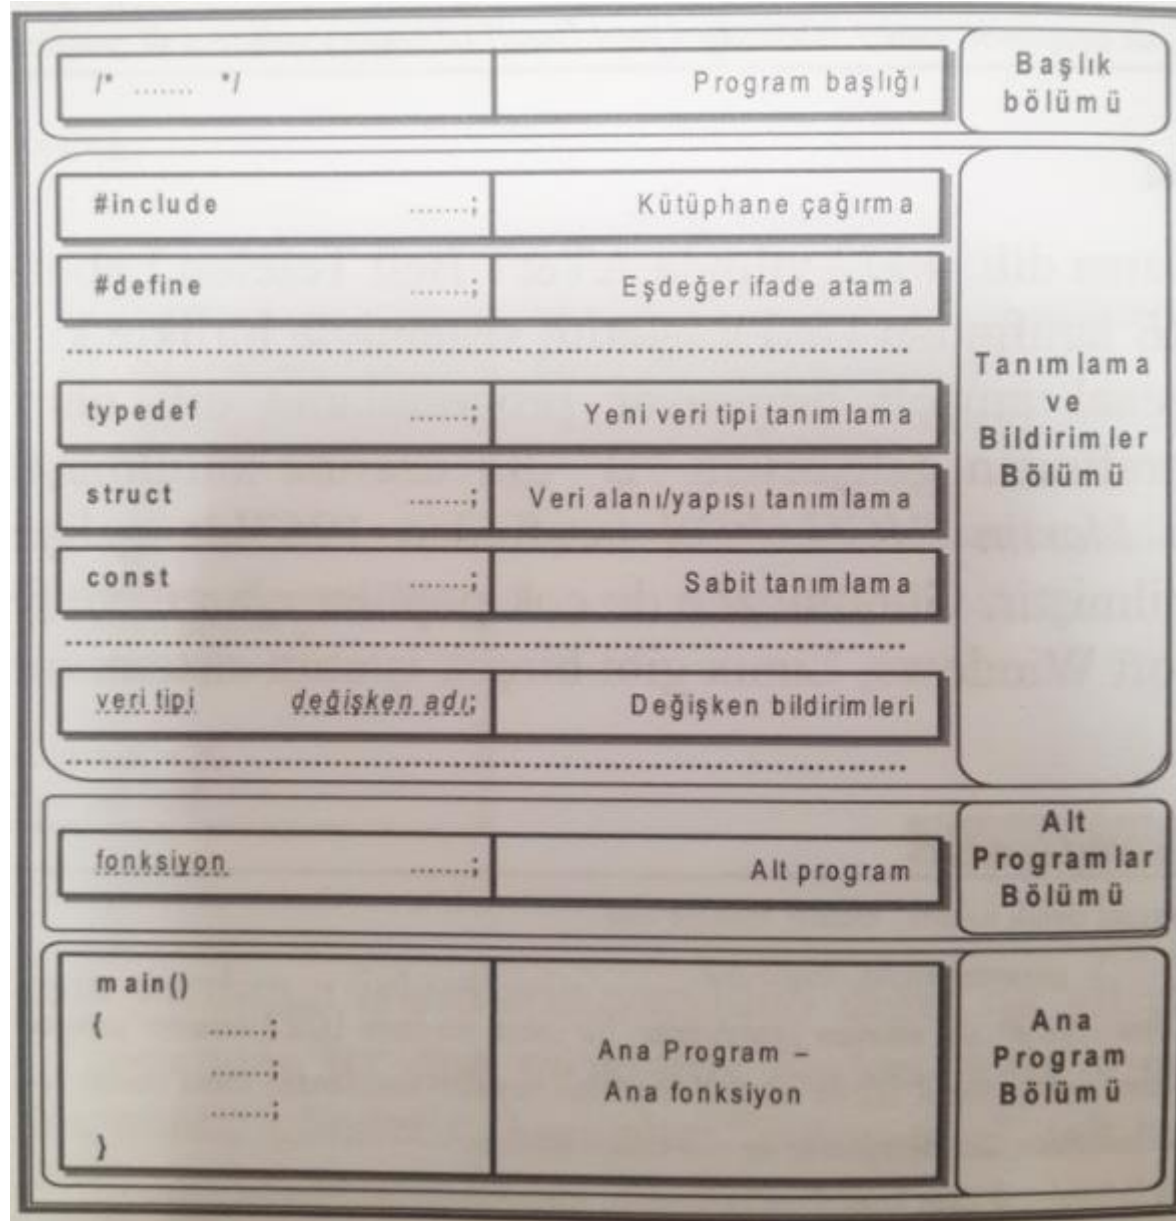 /* ....... */ Program başlığı
Başlık
bölümü
#include .......; Kütüphane çağırma
#define .......; Eşdeğer ifade atama
typedef .......; Yeni veri tipi tanımlama
struct .......; Veri alanı/yapısı tanımlama
const .......; Sabit tanımlama
veri tipi değişken adı; Değişken bildirimleri
Tanımlama
ve
Bildirimler
Bölümü
fonksiyon .......; Alt program
Alt
Programlar
Bölümü
main()
{ .......;
.......;
.......;
}
Ana Program –
Ana fonksiyon
Ana
Program
Bölümü